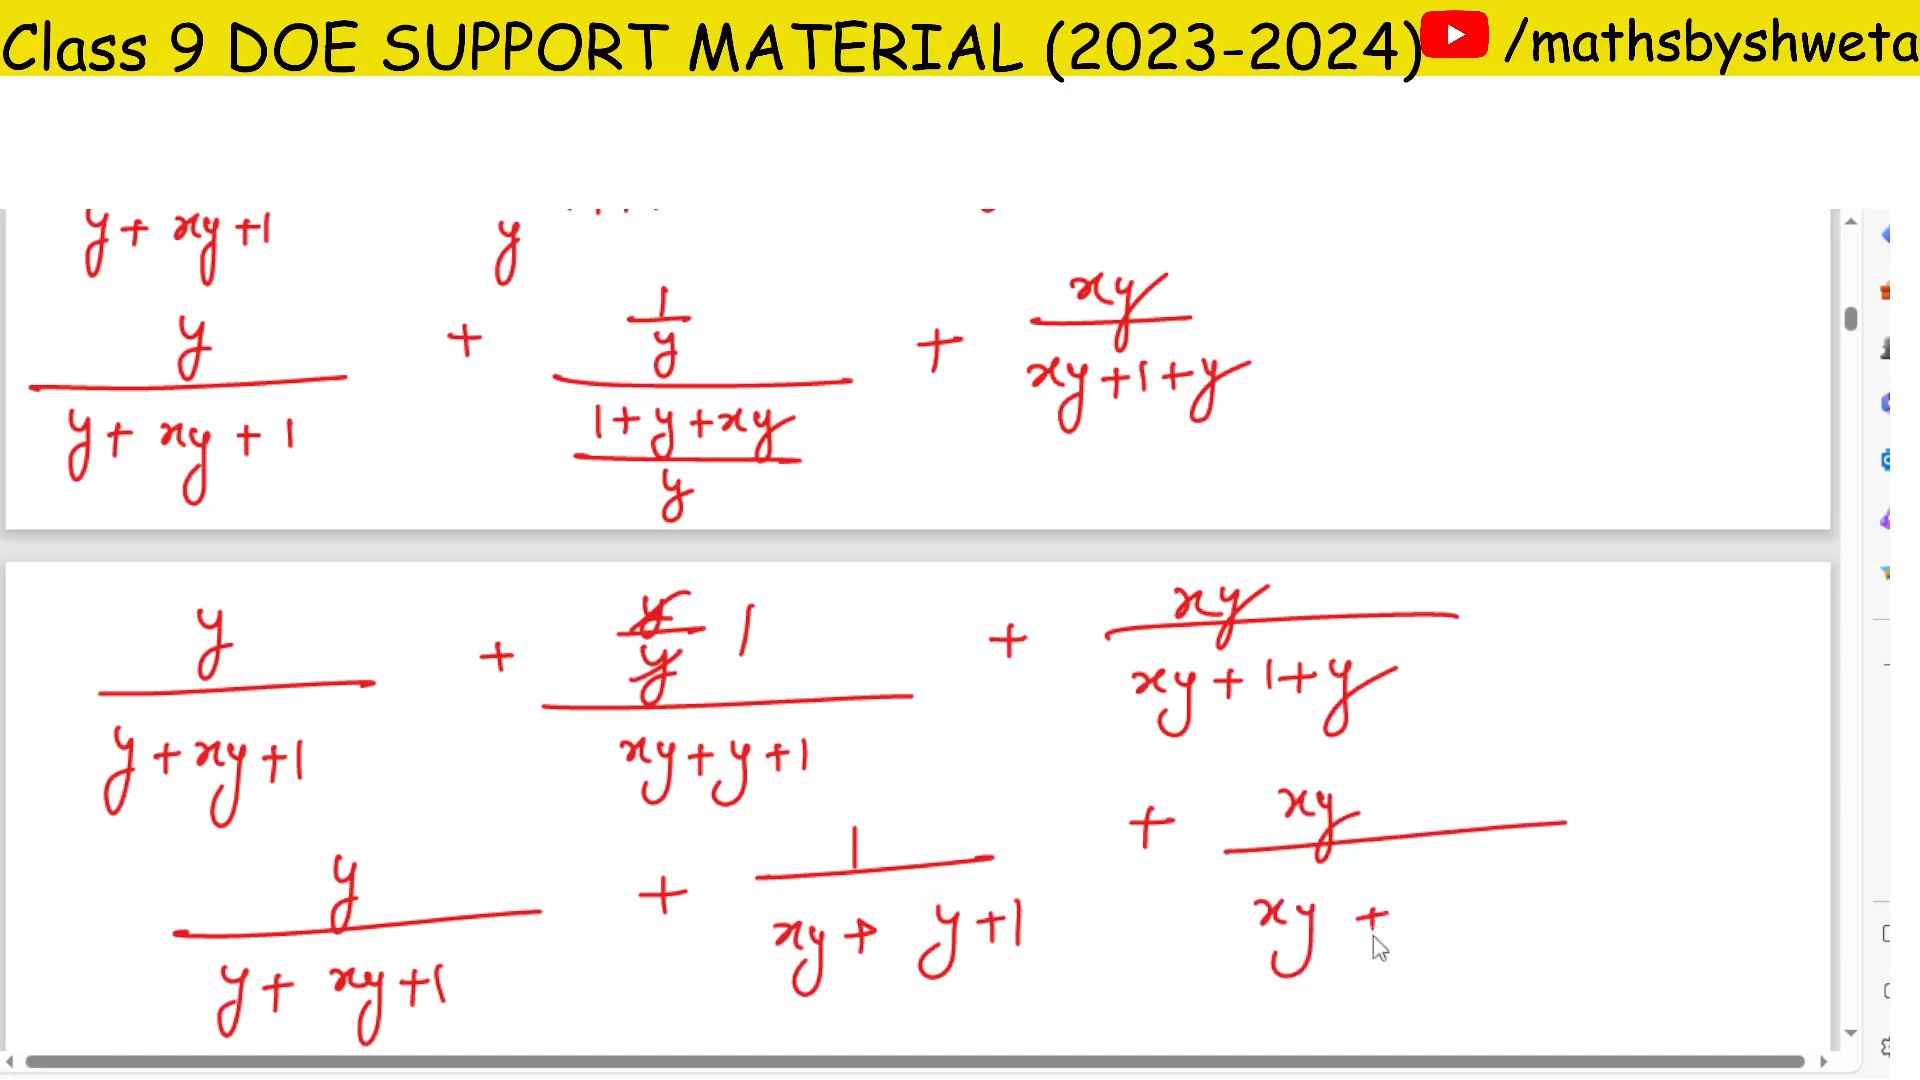 Class 9 DOE SUPPORT MATERIAL (2023-2024) /mathsbyshweta
y + xy +1 y
y + 1/y + xy
y + xy + 1 1 + y + xy xy + 1 + y
y
y + y/y 1 + xy
y + xy +1 xy + y +1 xy + 1 + y
y + 1 + xy
y + xy +1 xy + y +1 xy +